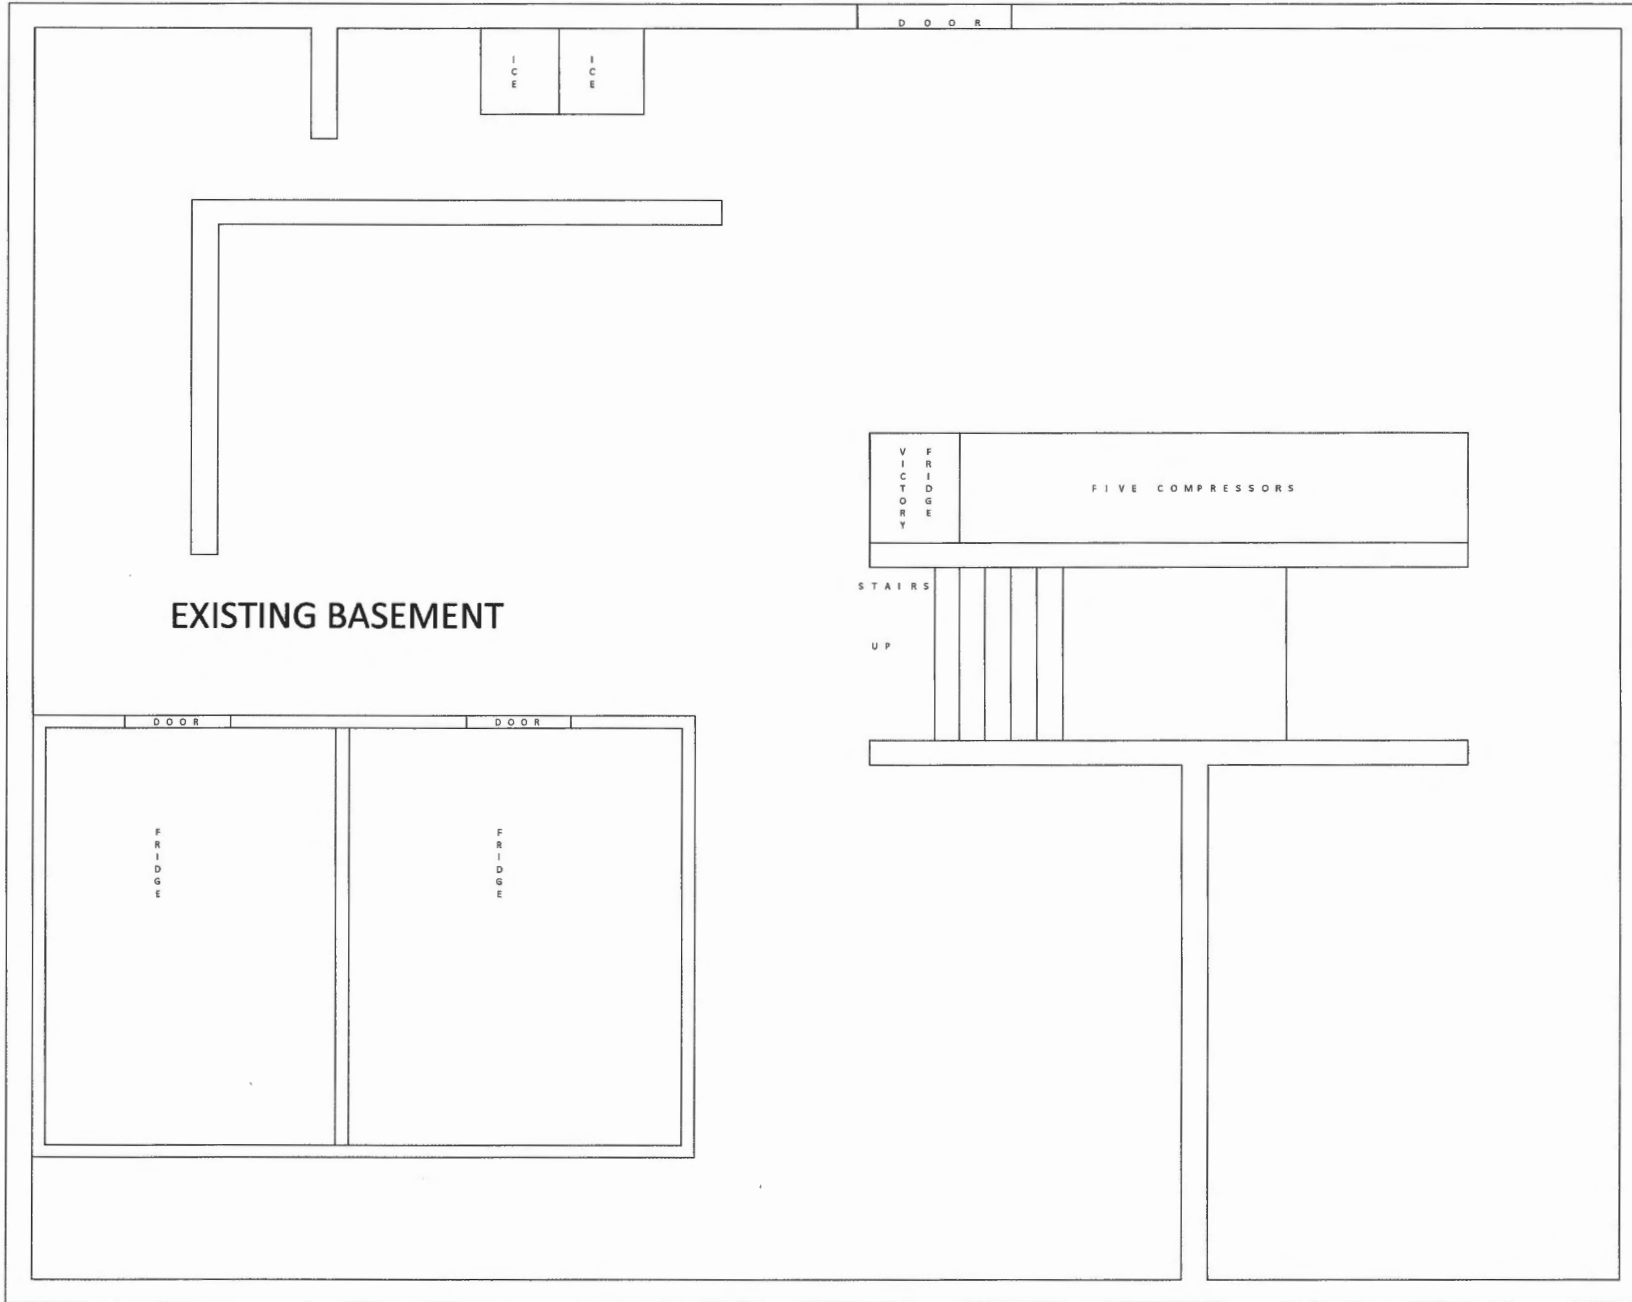 DOOR
ICE
ICE
VICTORY
FRIDGE
FIVE COMPRESSORS
STAIRS
UP
EXISTING BASEMENT
DOOR
DOOR
FRIDGE
FRIDGE